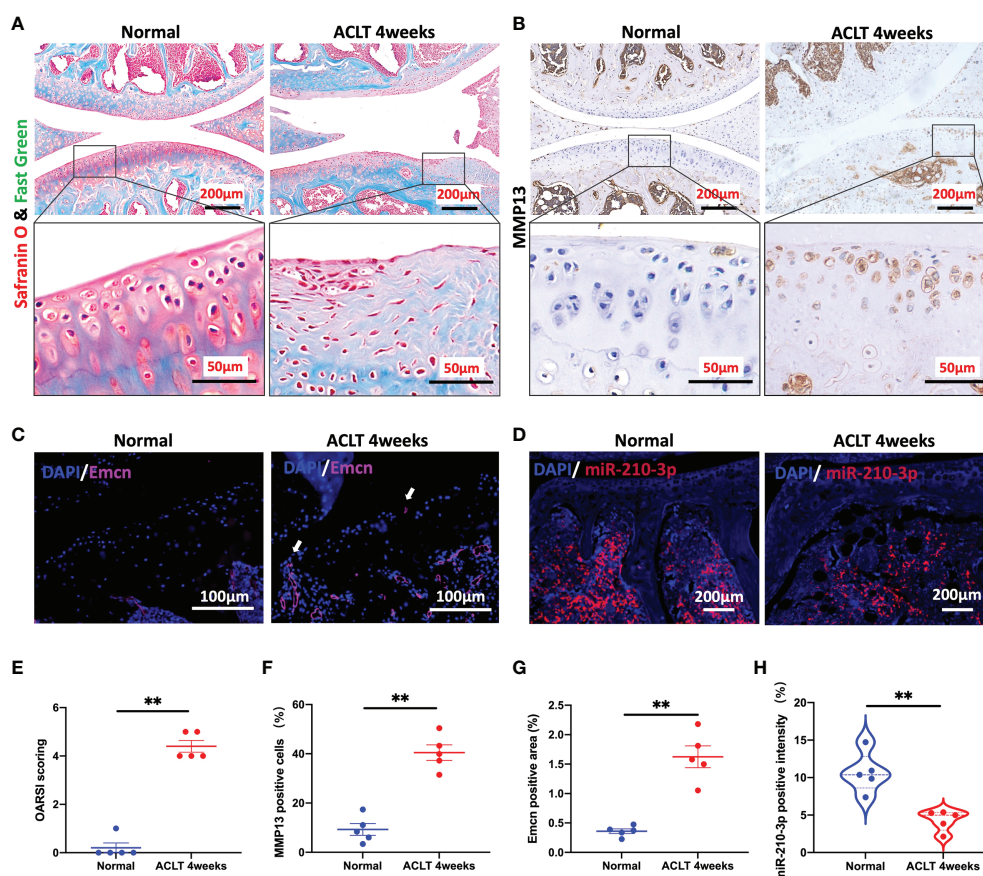 A
Normal
ACLT 4weeks
Safranin O & Fast Green
200μm
200μm
50μm
50μm
B
Normal
ACLT 4weeks
MMP13
200μm
200μm
50μm
50μm
C
Normal
ACLT 4weeks
DAPI/Emcn
DAPI/Emcn
100μm
100μm
D
Normal
ACLT 4weeks
DAPI/ miR-210-3p
DAPI/ miR-210-3p
200μm
200μm
E
**
OARSI scoring
6
4
2
0
Normal
ACLT 4weeks
F
**
MMP13 positive cells (%)
60
40
20
0
Normal
ACLT 4weeks
G
**
Emcn positive area (%)
2.5
2.0
1.5
1.0
0.5
0.0
Normal
ACLT 4weeks
H
**
miR-210-3p positive intensity (%)
20
15
10
5
0
Normal
ACLT 4weeks